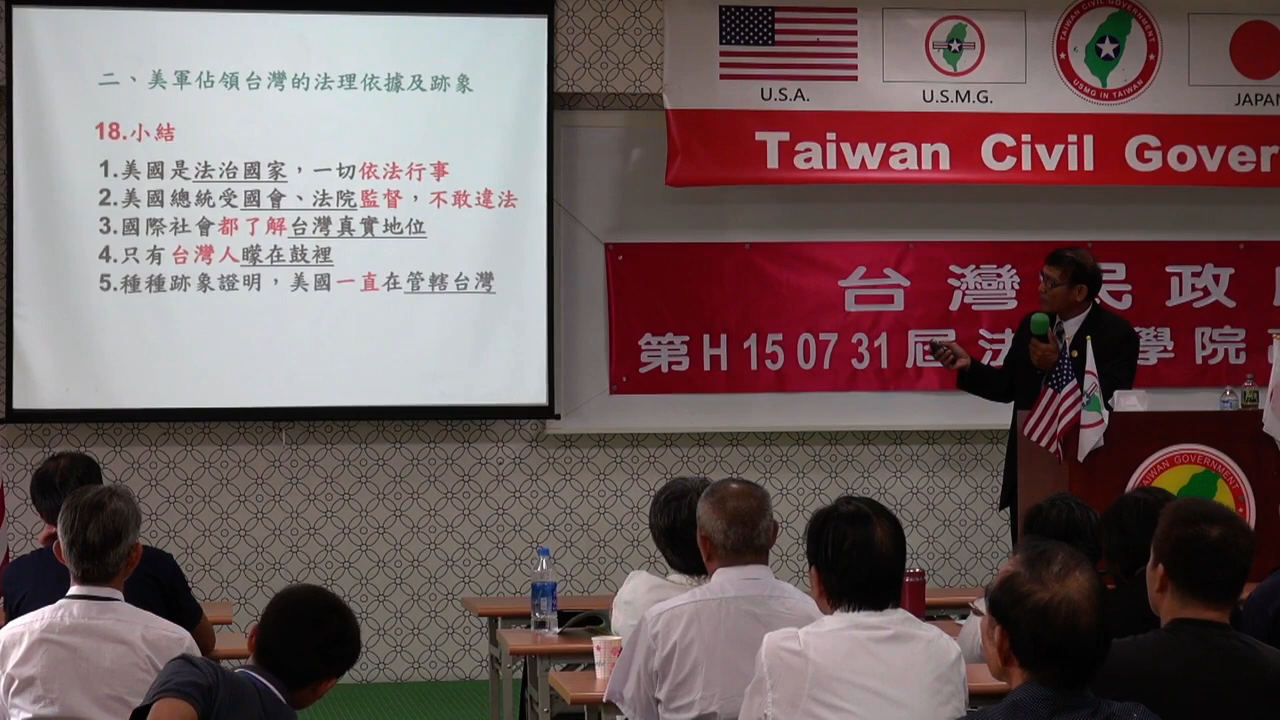 二、美軍佔領台灣的法理依據及跡象
18.小結
1.美國是法治國家，一切依法行事
2.美國總統受國會、法院監督，不敢違法
3.國際社會都了解台灣真實地位
4.只有台灣人矇在鼓裡
5.種種跡象證明，美國一直在管轄台灣
U.S.A.
U.S.M.G.
TAIWAN CIVIL GOVERNMENT
USMG IN TAIWAN
JAPAN
Taiwan Civil Gover
台灣民政
第H 15 07 31屆法 學院
TAIWAN GOVERNMENT